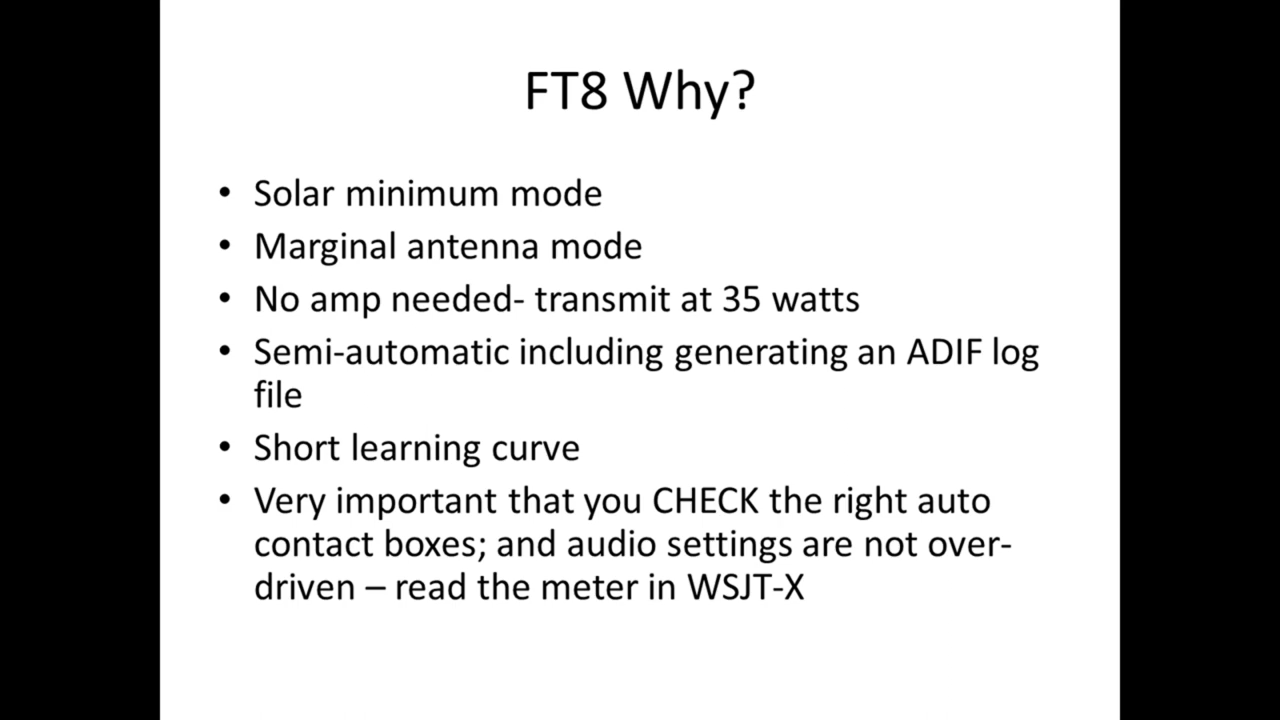 FT8 Why?
• Solar minimum mode
• Marginal antenna mode
• No amp needed- transmit at 35 watts
• Semi-automatic including generating an ADIF log
file
• Short learning curve
• Very important that you CHECK the right auto
contact boxes; and audio settings are not over-
driven – read the meter in WSJT-X